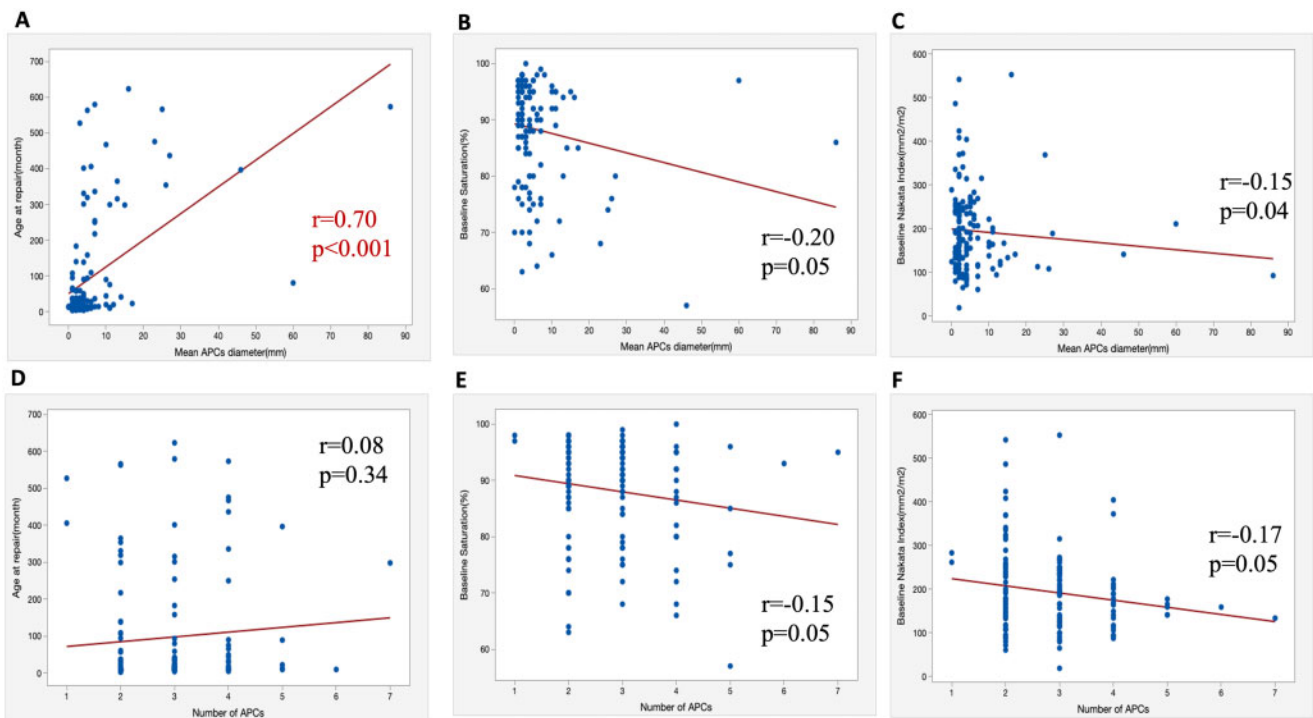 A
700
600
500
400
300
200
100
0
Age at repair(month)
r=0.70
p<0.001
0 10 20 30 40 50 60 70 80 90
Mean APCs diameter(mm)
B
100
90
80
70
60
Baseline Saturation(%)
r=-0.20
p=0.05
0 10 20 30 40 50 60 70 80 90
Mean APCs diameter(mm)
C
600
500
400
300
200
100
0
Baseline Nakata Index(mm2/m2)
r=-0.15
p=0.04
0 10 20 30 40 50 60 70 80 90
Mean APCs diameter(mm)
D
700
600
500
400
300
200
100
0
Age at repair(month)
r=0.08
p=0.34
1 2 3 4 5 6 7
Number of APCs
E
100
90
80
70
60
Baseline Saturation(%)
r=-0.15
p=0.05
1 2 3 4 5 6 7
Number of APCs
F
600
500
400
300
200
100
0
Baseline Nakata Index(mm2/m2)
r=-0.17
p=0.05
1 2 3 4 5 6 7
Number of APCs